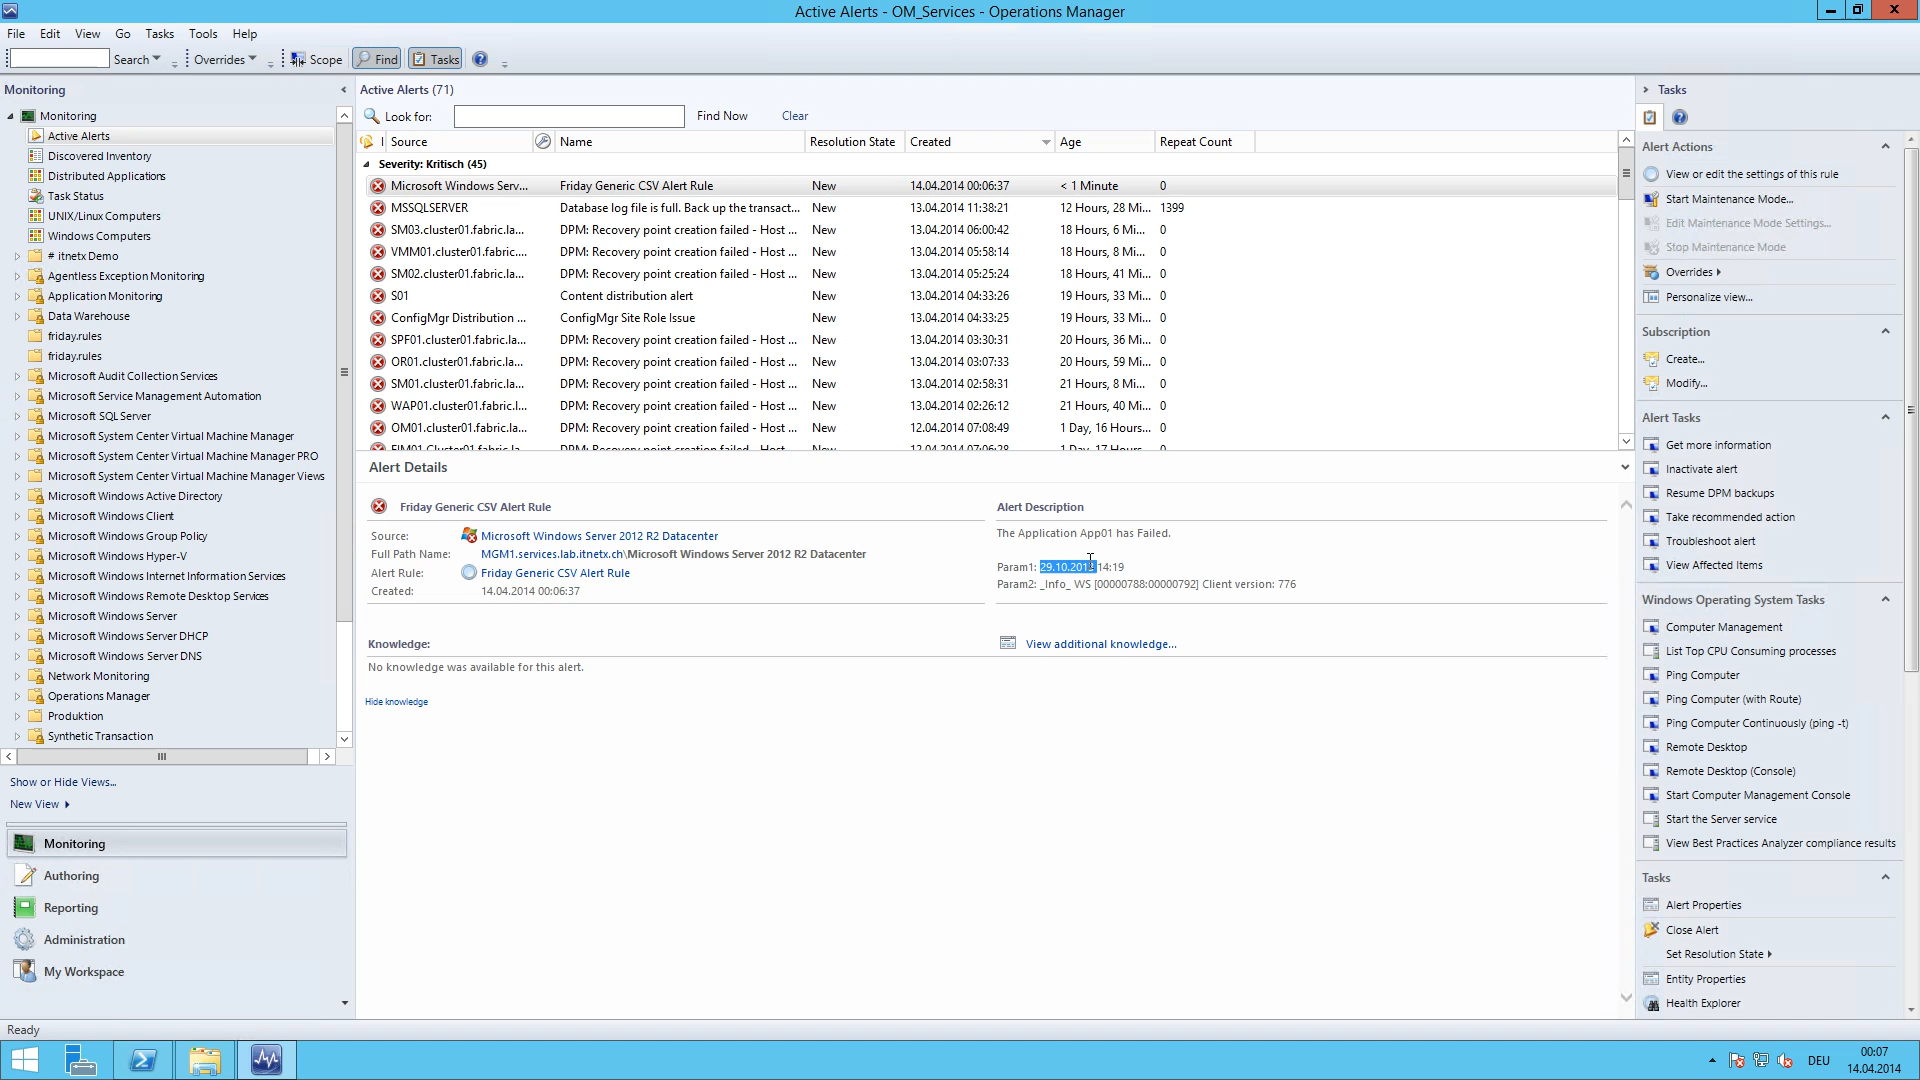 Active Alerts - OM_Services - Operations Manager
File Edit View Go Tasks Tools Help
Search Overrides Scope Find Tasks
Monitoring
Monitoring
Active Alerts
Discovered Inventory
Distributed Applications
Task Status
UNIX/Linux Computers
Windows Computers
# itnetx Demo
Agentless Exception Monitoring
Application Monitoring
Data Warehouse
friday.rules
friday.rules
Microsoft Audit Collection Services
Microsoft Service Management Automation
Microsoft SQL Server
Microsoft System Center Virtual Machine Manager
Microsoft System Center Virtual Machine Manager PRO
Microsoft System Center Virtual Machine Manager Views
Microsoft Windows Active Directory
Microsoft Windows Client
Microsoft Windows Group Policy
Microsoft Windows Hyper-V
Microsoft Windows Internet Information Services
Microsoft Windows Remote Desktop Services
Microsoft Windows Server
Microsoft Windows Server DHCP
Microsoft Windows Server DNS
Network Monitoring
Operations Manager
Produktion
Synthetic Transaction
Show or Hide Views...
New View
Monitoring
Authoring
Reporting
Administration
My Workspace
Active Alerts (71)
Look for: Find Now Clear
I Source Name Resolution State Created Age Repeat Count
Severity: Kritisch (45)
Microsoft Windows Serv... Friday Generic CSV Alert Rule New 14.04.2014 00:06:37 < 1 Minute 0
MSSQLSERVER Database log file is full. Back up the transact... New 13.04.2014 11:38:21 12 Hours, 28 Mi... 1399
SM03.cluster01.fabric.la... DPM: Recovery point creation failed - Host ... New 13.04.2014 06:00:42 18 Hours, 6 Mi... 0
VMM01.cluster01.fabric.... DPM: Recovery point creation failed - Host ... New 13.04.2014 05:58:14 18 Hours, 8 Mi... 0
SM02.cluster01.fabric.la... DPM: Recovery point creation failed - Host ... New 13.04.2014 05:25:24 18 Hours, 41 Mi... 0
S01 Content distribution alert New 13.04.2014 04:33:26 19 Hours, 33 Mi... 0
ConfigMgr Distribution ... ConfigMgr Site Role Issue New 13.04.2014 04:33:25 19 Hours, 33 Mi... 0
SPF01.cluster01.fabric.la... DPM: Recovery point creation failed - Host ... New 13.04.2014 03:30:31 20 Hours, 36 Mi... 0
OR01.cluster01.fabric.la... DPM: Recovery point creation failed - Host ... New 13.04.2014 03:07:33 20 Hours, 59 Mi... 0
SM01.cluster01.fabric.la... DPM: Recovery point creation failed - Host ... New 13.04.2014 02:58:31 21 Hours, 8 Mi... 0
WAP01.cluster01.fabric.l... DPM: Recovery point creation failed - Host ... New 13.04.2014 02:26:12 21 Hours, 40 Mi... 0
OM01.cluster01.fabric.la... DPM: Recovery point creation failed - Host ... New 12.04.2014 07:08:49 1 Day, 16 Hours... 0
Alert Details
Friday Generic CSV Alert Rule
Source: Microsoft Windows Server 2012 R2 Datacenter
Full Path Name: MGM1.services.lab.itnetx.ch\Microsoft Windows Server 2012 R2 Datacenter
Alert Rule: Friday Generic CSV Alert Rule
Created: 14.04.2014 00:06:37
Alert Description
The Application App01 has Failed.
Param1: 14:19
Param2: _Info_ WS [00000788:00000792] Client version: 776
Knowledge:
View additional knowledge...
No knowledge was available for this alert.
Hide knowledge
Tasks
Alert Actions
View or edit the settings of this rule
Start Maintenance Mode...
Edit Maintenance Mode Settings...
Stop Maintenance Mode
Overrides
Personalize view...
Subscription
Create...
Modify...
Alert Tasks
Get more information
Inactivate alert
Resume DPM backups
Take recommended action
Troubleshoot alert
View Affected Items
Windows Operating System Tasks
Computer Management
List Top CPU Consuming processes
Ping Computer
Ping Computer (with Route)
Ping Computer Continuously (ping -t)
Remote Desktop
Remote Desktop (Console)
Start Computer Management Console
Start the Server service
View Best Practices Analyzer compliance results
Tasks
Alert Properties
Close Alert
Set Resolution State
Entity Properties
Health Explorer
Ready
DEU
00:07
14.04.2014